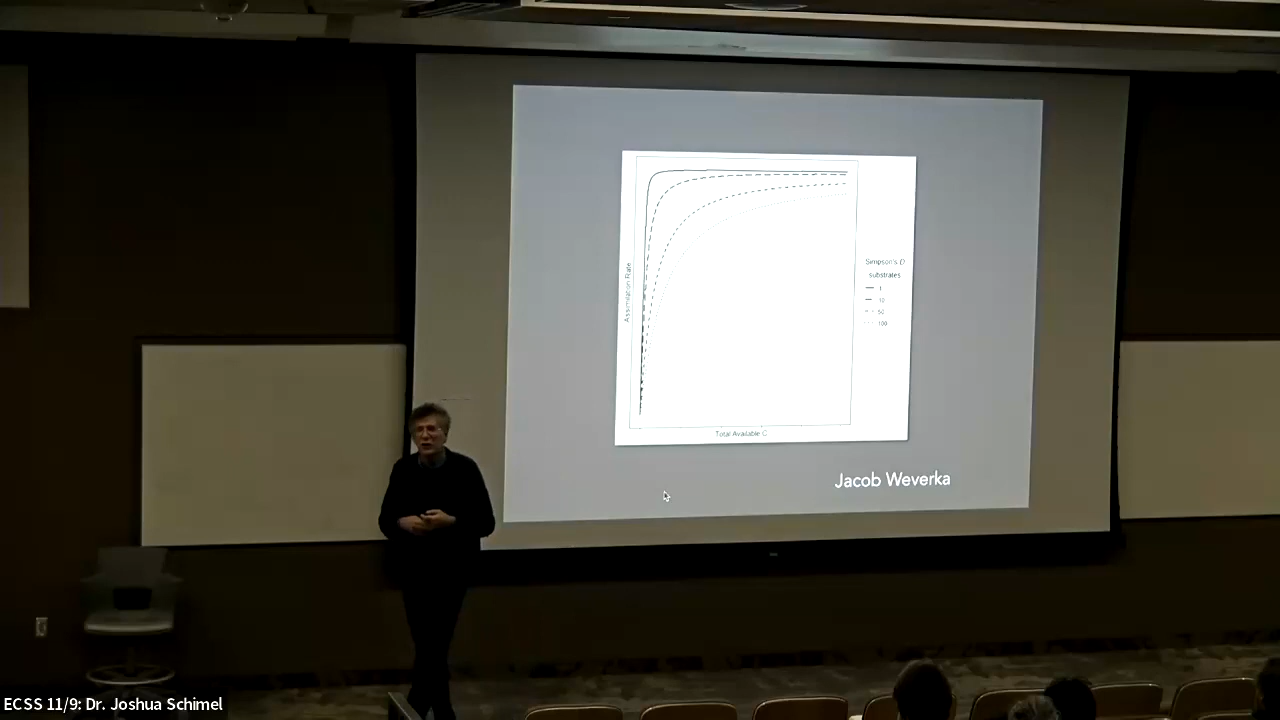 Simpson's D
substrates
1
10
50
100
Assimilation Rate
Total Available C
Jacob Weverka
ECSS 11/9: Dr. Joshua Schimel